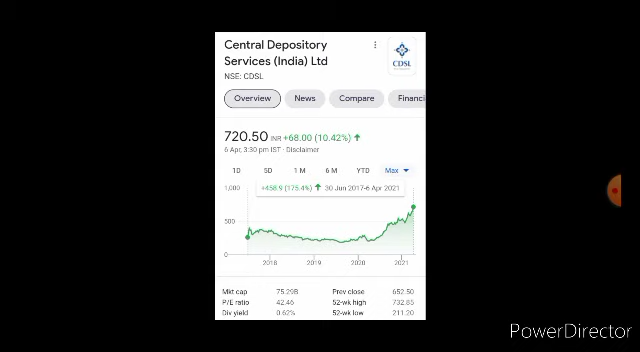 Central Depository
Services (India) Ltd
NSE: CDSL
CDSL
Overview News Compare Financi
720.50 INR +68.00 (10.42%) ↑
6 Apr, 3:30 pm IST · Disclaimer
1D 5D 1 M 6 M YTD Max
+458.9 (175.4%) ↑ 30 Jun 2017-6 Apr 2021
1,000
500
0
2018 2019 2020 2021
Mkt cap 75.29B Prev close 652.50
P/E ratio 42.46 52-wk high 732.85
Div yield 0.62% 52-wk low 211.20
PowerDirector